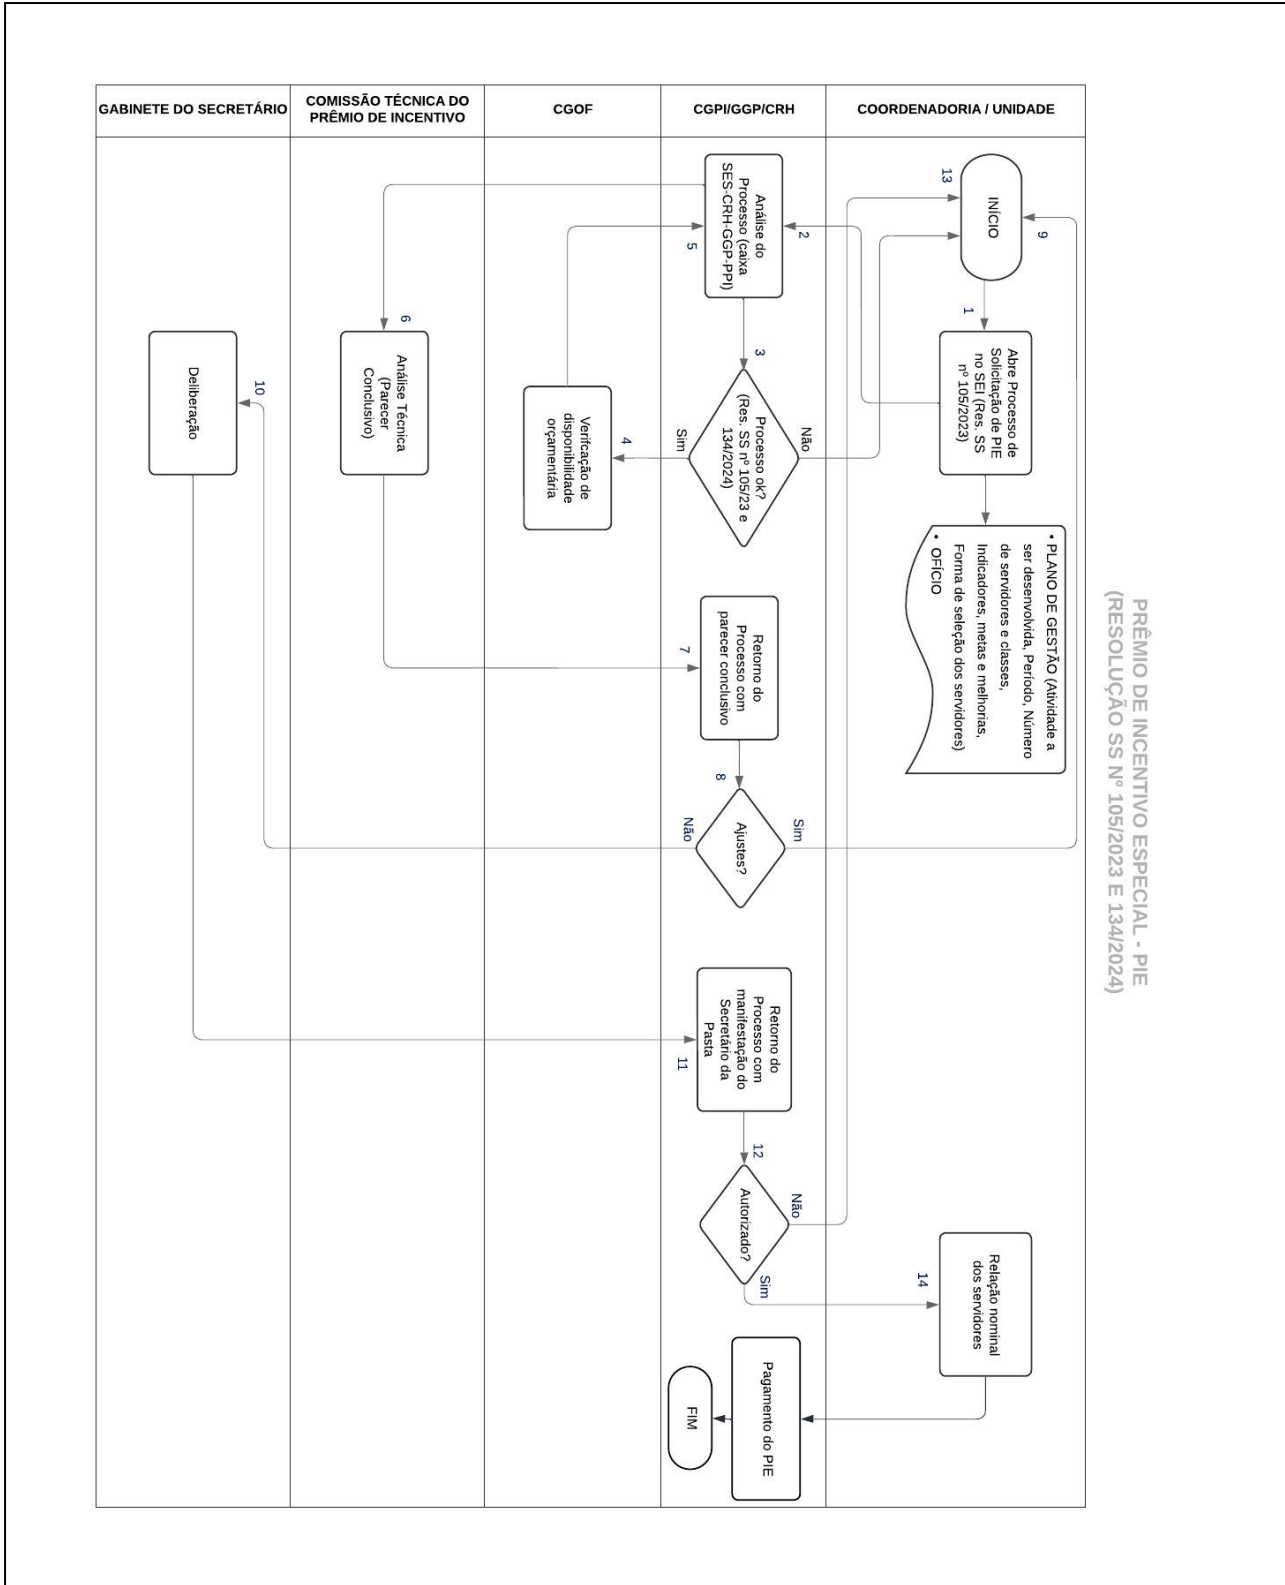 PRÊMIO DE INCENTIVO ESPECIAL - PIE
(RESOLUÇÃO SS Nº 105/2023 E 134/2024)
COORDENADORIA / UNIDADE
CGPI/GGP/CRH
CGOF
COMISSÃO TÉCNICA DO
PRÊMIO DE INCENTIVO
GABINETE DO SECRETÁRIO
INÍCIO
9
13
1
Abre Processo de
Solicitação de PIE
no SEI (Res. SS
nº 105/2023)
• PLANO DE GESTÃO (Atividade a
ser desenvolvida, Período, Número
de servidores e classes,
Indicadores, metas e melhorias,
Forma de seleção dos servidores)
• OFÍCIO
2
Análise do
Processo (caixa
SES-CRH-GGP-PPI)
5
3
Processo ok?
(Res. SS nº 105/23 e
134/2024)
Não
Sim
4
Verifcação de
disponibilidade
orçamentária
6
Análise Técnica
(Parecer
Conclusivo)
7
Retorno do
Processo com
parecer conclusivo
8
Ajustes?
Sim
Não
10
Deliberação
11
Retorno do
Processo com
manifestação do
Secretário da
Pasta
12
Autorizado?
Não
Sim
14
Relação nominal
dos servidores
Pagamento do PIE
FIM